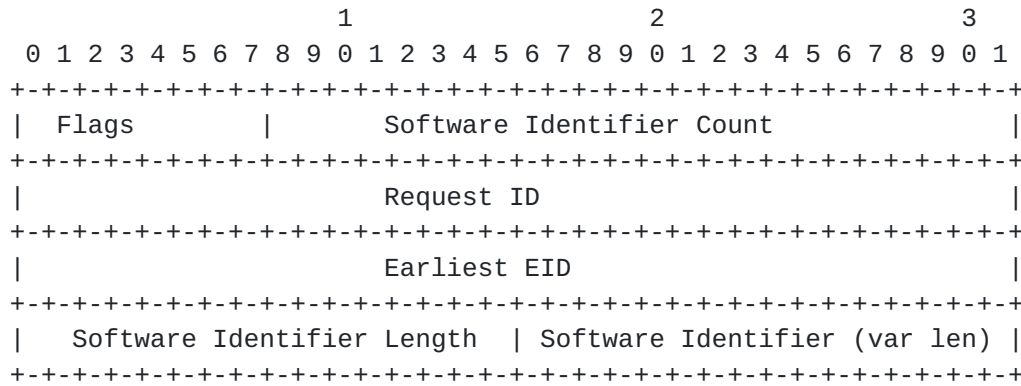 1                   2                   3
 0 1 2 3 4 5 6 7 8 9 0 1 2 3 4 5 6 7 8 9 0 1 2 3 4 5 6 7 8 9 0 1
+-+-+-+-+-+-+-+-+-+-+-+-+-+-+-+-+-+-+-+-+-+-+-+-+-+-+-+-+-+-+-+-+
|  Flags        |       Software Identifier Count               |
+-+-+-+-+-+-+-+-+-+-+-+-+-+-+-+-+-+-+-+-+-+-+-+-+-+-+-+-+-+-+-+-+
|                       Request ID                              |
+-+-+-+-+-+-+-+-+-+-+-+-+-+-+-+-+-+-+-+-+-+-+-+-+-+-+-+-+-+-+-+-+
|                       Earliest EID                            |
+-+-+-+-+-+-+-+-+-+-+-+-+-+-+-+-+-+-+-+-+-+-+-+-+-+-+-+-+-+-+-+-+
|   Software Identifier Length  | Software Identifier (var len) |
+-+-+-+-+-+-+-+-+-+-+-+-+-+-+-+-+-+-+-+-+-+-+-+-+-+-+-+-+-+-+-+-+